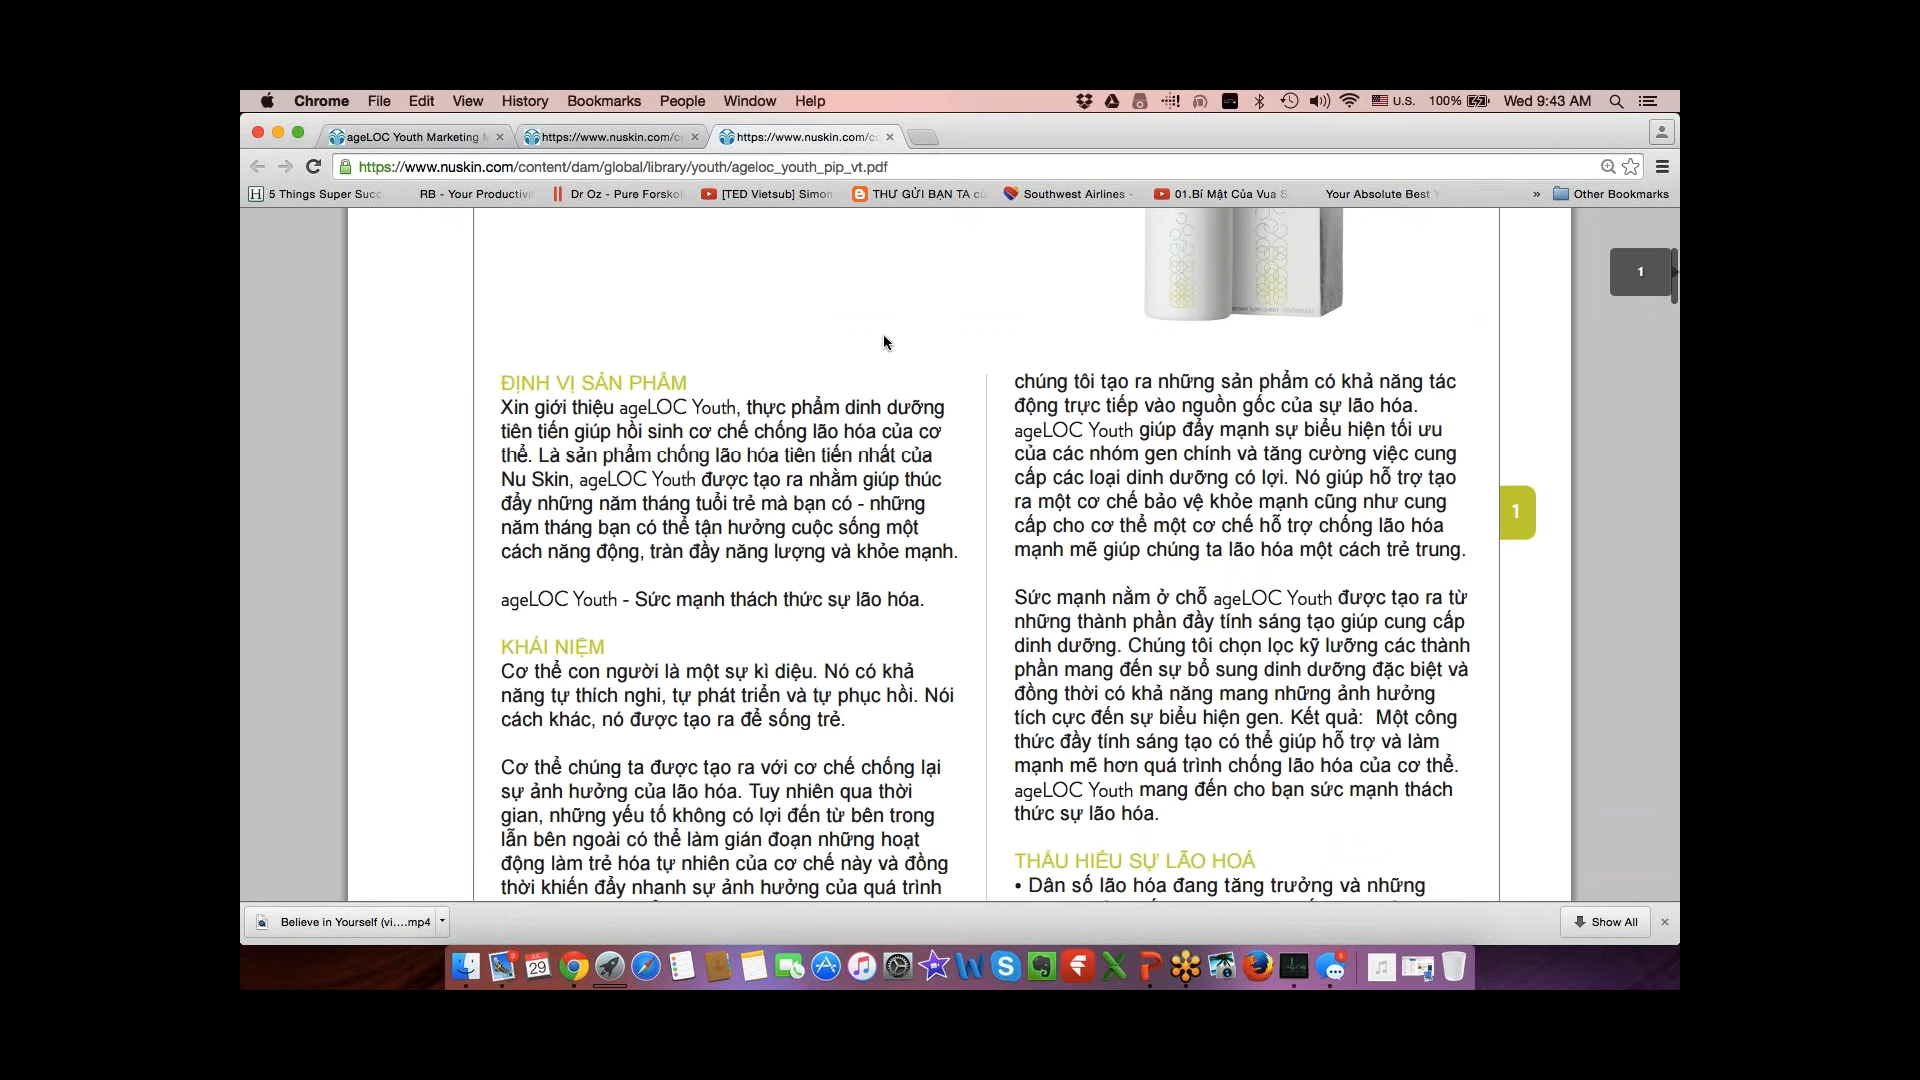 Chrome File Edit View History Bookmarks People Window Help
U.S. 100% Wed 9:43 AM
ageLOC Youth Marketing
https://www.nuskin.com/
https://www.nuskin.com/
https://www.nuskin.com/content/dam/global/library/youth/ageloc_youth_pip_vt.pdf
5 Things Super Succ
RB - Your Productivi
Dr Oz - Pure Forskol
[TED Vietsub] Simon
THƯ GỬI BẠN TA củ
Southwest Airlines -
01.Bí Mật Của Vua S
Your Absolute Best
»
Other Bookmarks
1
ĐỊNH VỊ SẢN PHẨM
Xin giới thiệu ageLOC Youth, thực phẩm dinh dưỡng
tiên tiến giúp hồi sinh cơ chế chống lão hóa của cơ
thể. Là sản phẩm chống lão hóa tiên tiến nhất của
Nu Skin, ageLOC Youth được tạo ra nhằm giúp thúc
đẩy những năm tháng tuổi trẻ mà bạn có - những
năm tháng bạn có thể tận hưởng cuộc sống một
cách năng động, tràn đầy năng lượng và khỏe mạnh.
ageLOC Youth - Sức mạnh thách thức sự lão hóa.
KHÁI NIỆM
Cơ thể con người là một sự kì diệu. Nó có khả
năng tự thích nghi, tự phát triển và tự phục hồi. Nói
cách khác, nó được tạo ra để sống trẻ.
Cơ thể chúng ta được tạo ra với cơ chế chống lại
sự ảnh hưởng của lão hóa. Tuy nhiên qua thời
gian, những yếu tố không có lợi đến từ bên trong
lẫn bên ngoài có thể làm gián đoạn những hoạt
động làm trẻ hóa tự nhiên của cơ chế này và đồng
thời khiến đẩy nhanh sự ảnh hưởng của quá trình
chúng tôi tạo ra những sản phẩm có khả năng tác
động trực tiếp vào nguồn gốc của sự lão hóa.
ageLOC Youth giúp đẩy mạnh sự biểu hiện tối ưu
của các nhóm gen chính và tăng cường việc cung
cấp các loại dinh dưỡng có lợi. Nó giúp hỗ trợ tạo
ra một cơ chế bảo vệ khỏe mạnh cũng như cung
cấp cho cơ thể một cơ chế hỗ trợ chống lão hóa
mạnh mẽ giúp chúng ta lão hóa một cách trẻ trung.
Sức mạnh nằm ở chỗ ageLOC Youth được tạo ra từ
những thành phần đầy tính sáng tạo giúp cung cấp
dinh dưỡng. Chúng tôi chọn lọc kỹ lưỡng các thành
phần mang đến sự bổ sung dinh dưỡng đặc biệt và
đồng thời có khả năng mang những ảnh hưởng
tích cực đến sự biểu hiện gen. Kết quả: Một công
thức đầy tính sáng tạo có thể giúp hỗ trợ và làm
mạnh mẽ hơn quá trình chống lão hóa của cơ thể.
ageLOC Youth mang đến cho bạn sức mạnh thách
thức sự lão hóa.
THẤU HIỂU SỰ LÃO HOÁ
• Dân số lão hóa đang tăng trưởng và những
1
Believe in Yourself (vi....mp4
Show All
JUL
29